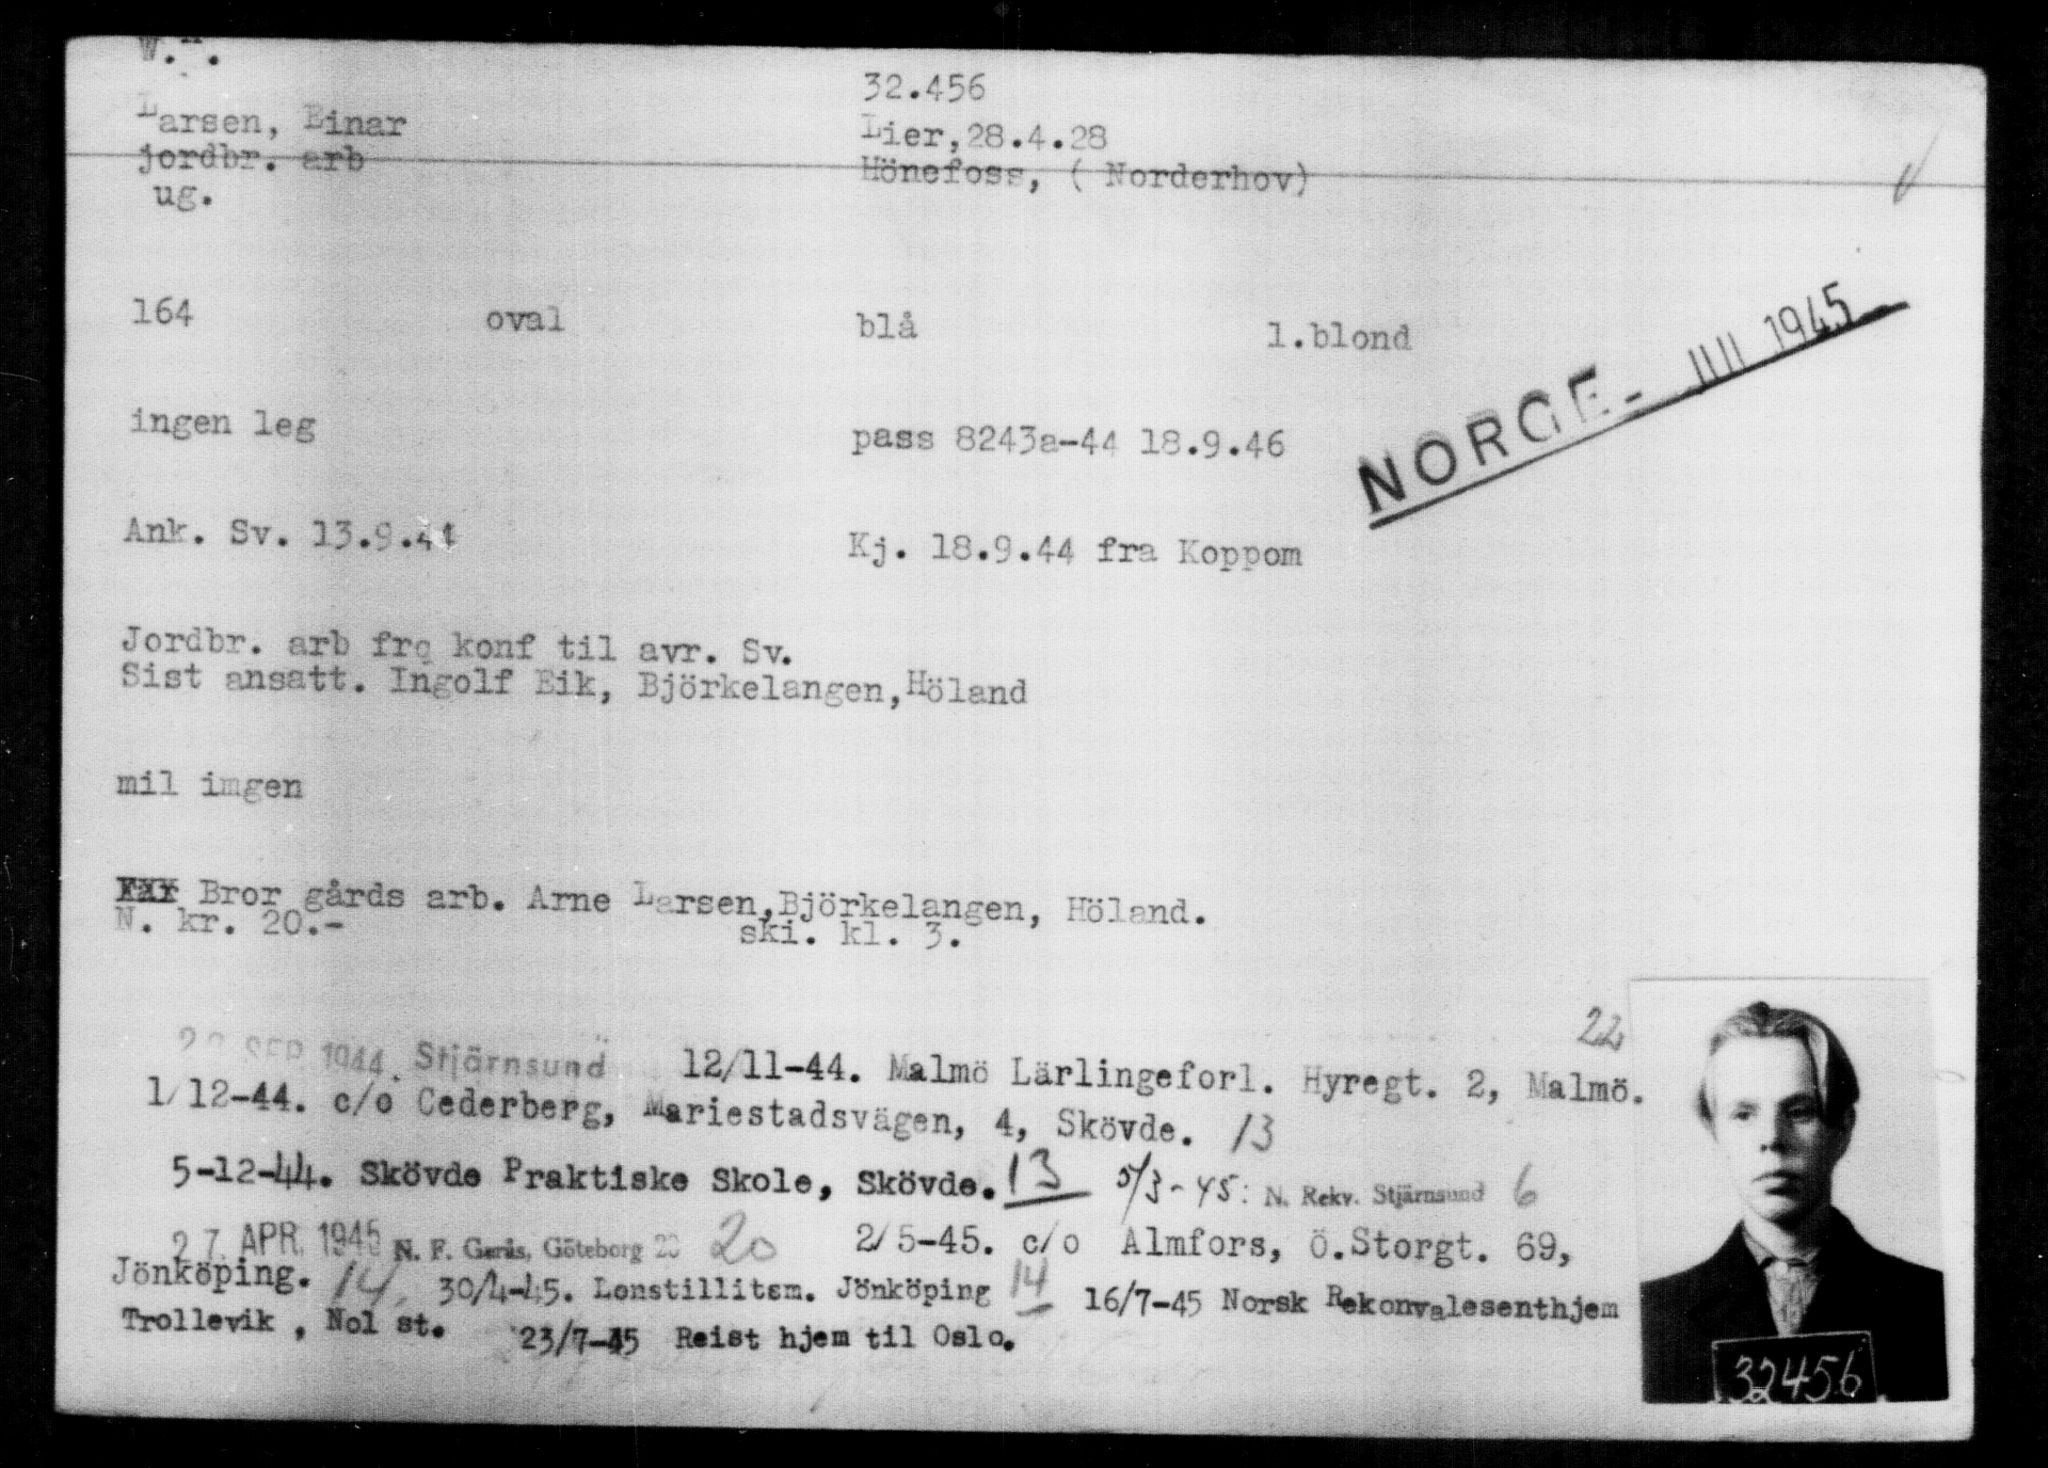 W.
32.456
Larsen, Einar Lier, 28.4.28
jordbr. arb Hönefoss, ( Norderhov)
ug.
164 oval blå l.blond
NORGE - JULI 1945
ingen leg pass 8243a-44 18.9.46
Ank. Sv. 13.9.44 Kj. 18.9.44 fra Koppom
Jordbr. arb fra konf til avr. Sv.
Sist ansatt. Ingolf Eik, Björkelangen, Höland
mil imgen
Bror gårds arb. Arne Larsen, Björkelangen, Höland.
N. kr. 20.- ski. kl. 3.
22
SEP 1944. Stjärnsund 12/11-44. Malmö Lärlingeforl. Hyregt. 2, Malmö.
1/12-44. c/o Cederberg, Mariestadsvägen, 4, Skövde. 13
5-12-44. Skövde Praktiske Skole, Skövde. 13 5/3-45: N. Rekv. Stjärnsund 6
27 APR 1945 N. F. Göteborg 20 2/5-45. c/o Almfors, Ö.Storgt. 69,
Jönköping. 14, 30/4-45. Lenstillitsm. Jönköping 14 16/7-45 Norsk Rekonvalesenthjem
Trollevik, Nol st. 23/7-45 Reist hjem til Oslo.
32456